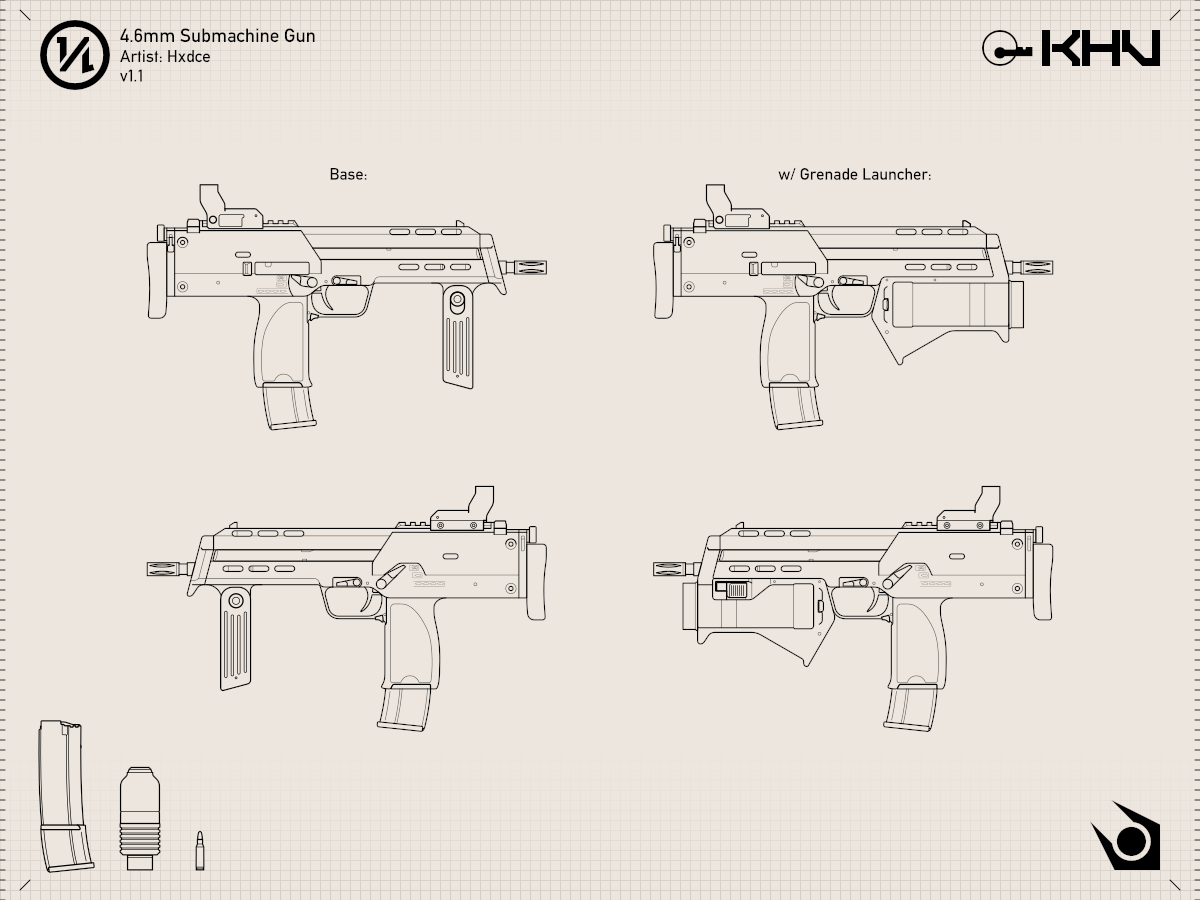 4.6mm Submachine Gun
Artist: Hxdce
v1.1
KHV
Base:
w/ Grenade Launcher: